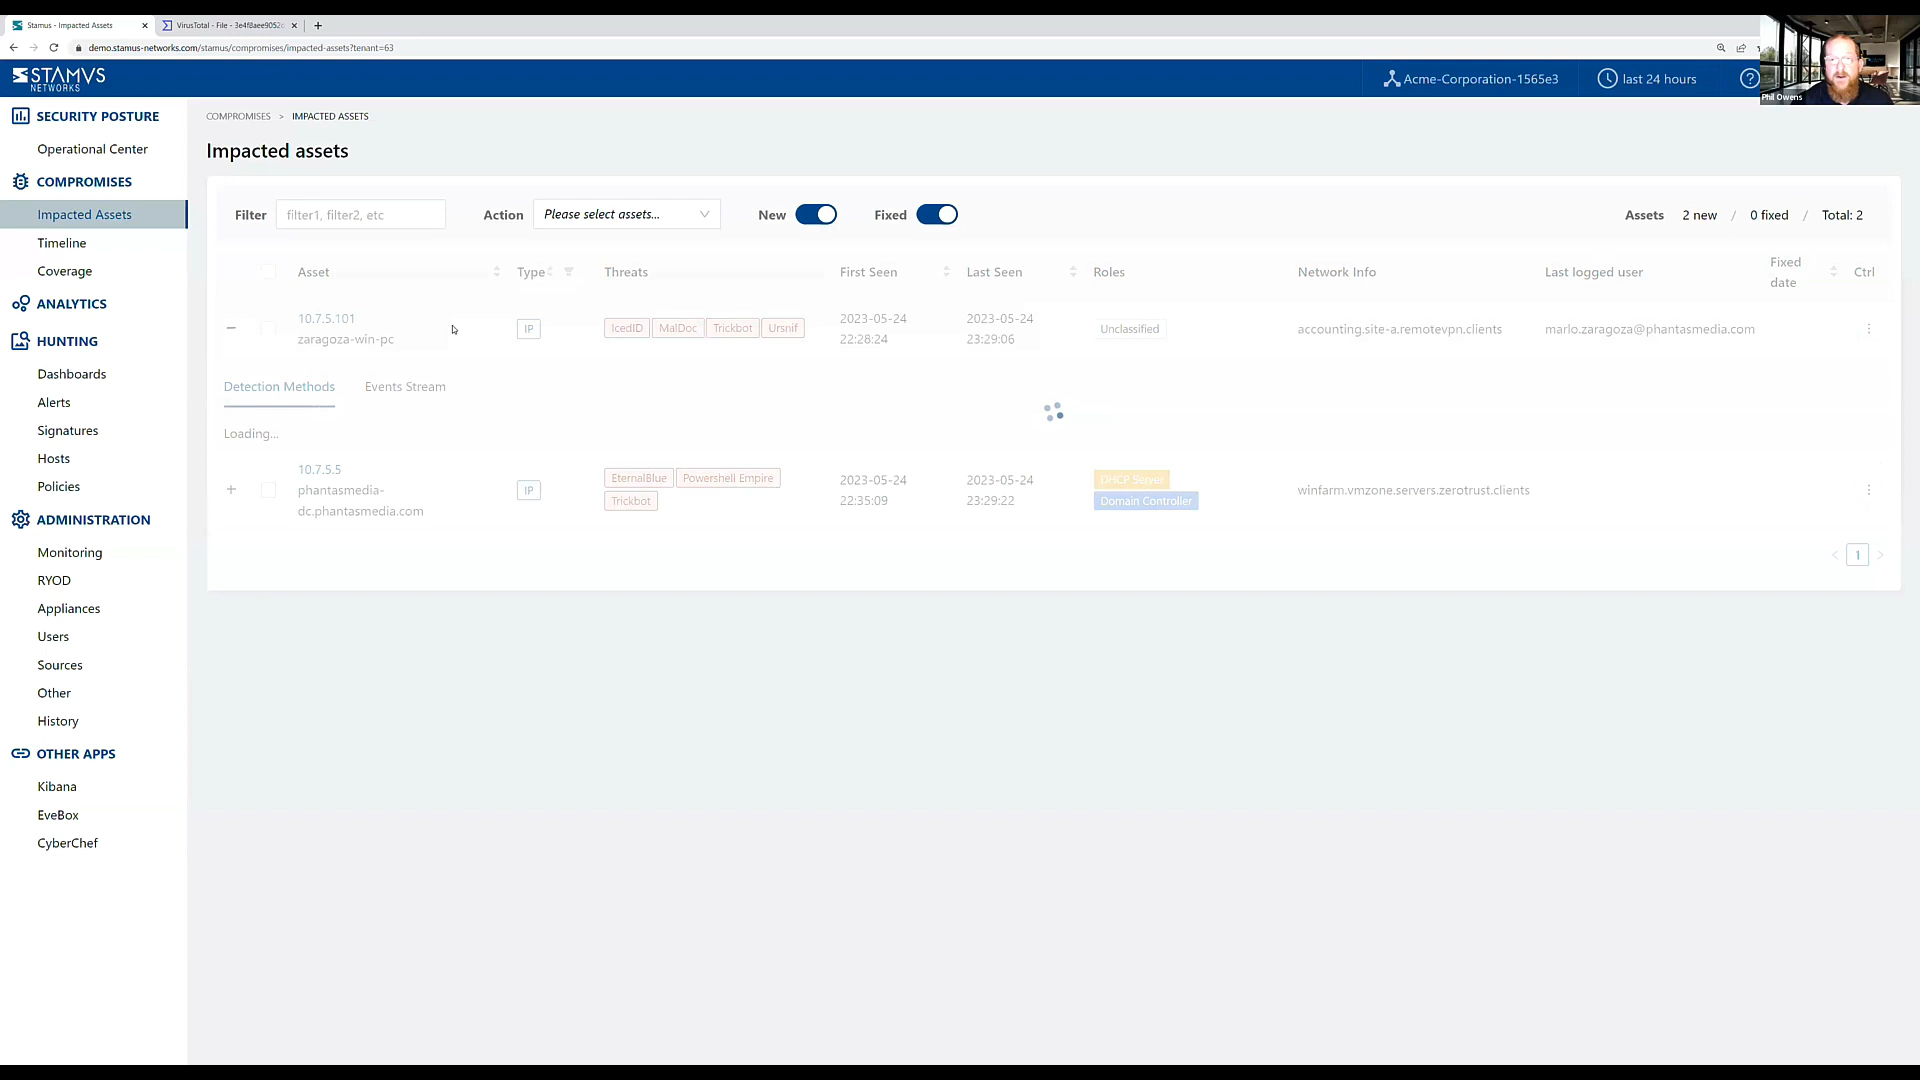 Stamus - Impacted Assets
VirusTotal - File - 3e4f8aee9052
demo.stamus-networks.com/stamus/compromises/impacted-assets?tenant=63
STAMVS
NETWORKS
Acme-Corporation-1565e3
last 24 hours
Phil Owens
SECURITY POSTURE
Operational Center
COMPROMISES
Impacted Assets
Timeline
Coverage
ANALYTICS
HUNTING
Dashboards
Alerts
Signatures
Hosts
Policies
ADMINISTRATION
Monitoring
RYOD
Appliances
Users
Sources
Other
History
OTHER APPS
Kibana
EveBox
CyberChef
COMPROMISES > IMPACTED ASSETS
Impacted assets
Filter filter1, filter2, etc Action Please select assets... New Fixed Assets 2 new / 0 fixed / Total: 2
Asset Type Threats First Seen Last Seen Roles Network Info Last logged user Fixed date Ctrl
10.7.5.101
zaragoza-win-pc
IP
IcedID MalDoc Trickbot Ursnif
2023-05-24
22:28:24
2023-05-24
23:29:06
Unclassified
accounting.site-a.remotevpn.clients
marlo.zaragoza@phantasmedia.com
Detection Methods Events Stream
Loading...
10.7.5.5
phantasmedia-
dc.phantasmedia.com
IP
EternalBlue Powershell Empire
Trickbot
2023-05-24
22:35:09
2023-05-24
23:29:22
DHCP Server
Domain Controller
winfarm.vmzone.servers.zerotrust.clients
< 1 >